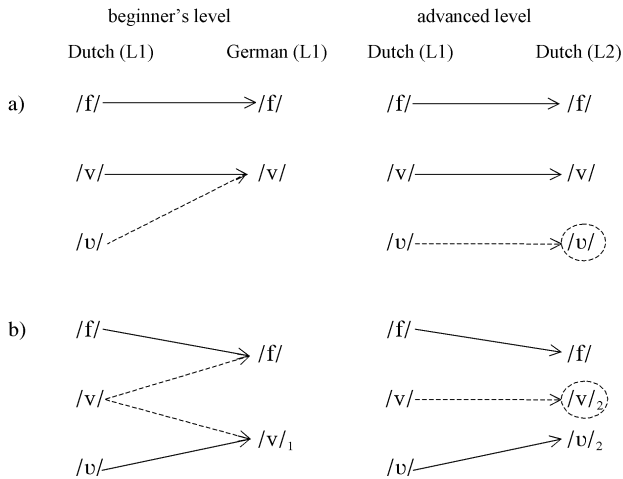 beginner's level advanced level
Dutch (L1) German (L1) Dutch (L1) Dutch (L2)
a) /f/ /f/ /f/ /f/
/v/ /v/ /v/ /v/
/ʋ/ /ʋ/ /ʋ/
b) /f/ /f/ /f/ /f/
/v/ /v/ /v/₂
/v/₁ /ʋ/₂
/ʋ/ /ʋ/